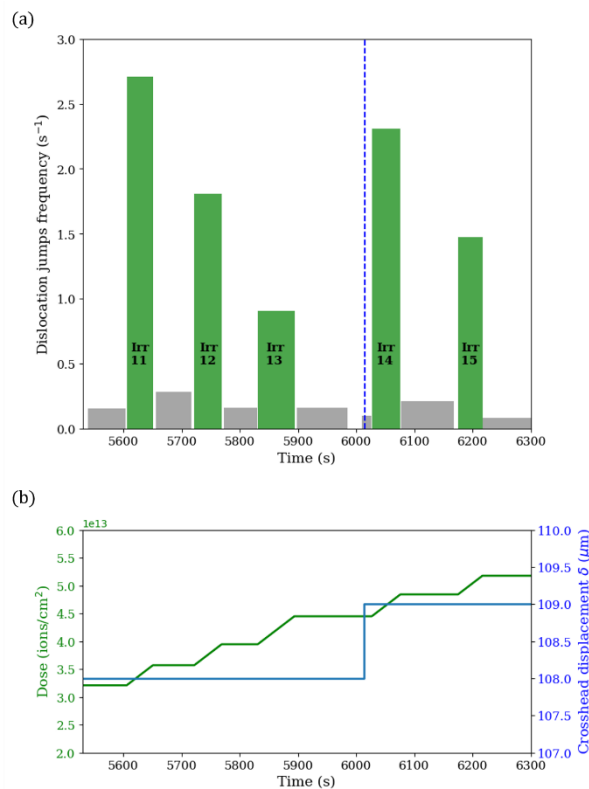 (a)
3.0
2.5
2.0
1.5
1.0
0.5
0.0
Dislocation jumps frequency (s⁻¹)
Irr
11
Irr
12
Irr
13
Irr
14
Irr
15
5600 5700 5800 5900 6000 6100 6200 6300
Time (s)
(b)
1e13
6.0
5.5
5.0
4.5
4.0
3.5
3.0
2.5
2.0
Dose (ions/cm²)
110.0
109.5
109.0
108.5
108.0
107.5
107.0
Crosshead displacement δ (μm)
5600 5700 5800 5900 6000 6100 6200 6300
Time (s)